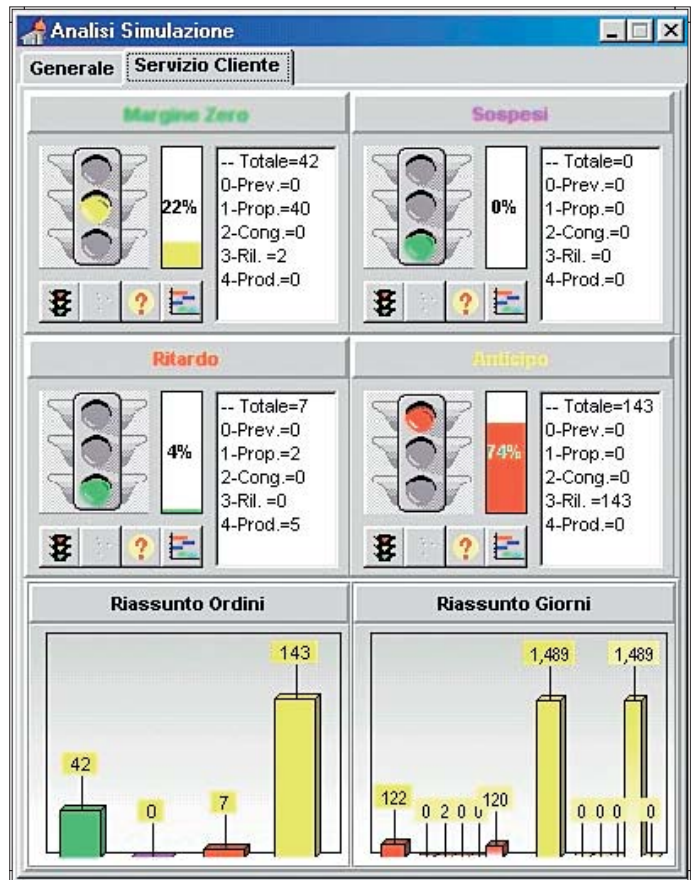 Analisi Simulazione
Generale
Servizio Cliente
Margine Zero
22%
-- Totale=42
0-Prev.=0
1-Prop.=40
2-Cong.=0
3-Ril. =2
4-Prod.=0
Sospesi
0%
-- Totale=0
0-Prev.=0
1-Prop.=0
2-Cong.=0
3-Ril. =0
4-Prod.=0
Ritardo
4%
-- Totale=7
0-Prev.=0
1-Prop.=2
2-Cong.=0
3-Ril. =0
4-Prod.=5
Anticipo
74%
-- Totale=143
0-Prev.=0
1-Prop.=0
2-Cong.=0
3-Ril. =143
4-Prod.=0
Riassunto Ordini
42
0
7
143
Riassunto Giorni
122
0 2 0 0
120
1,489
0 0 0
1,489
0